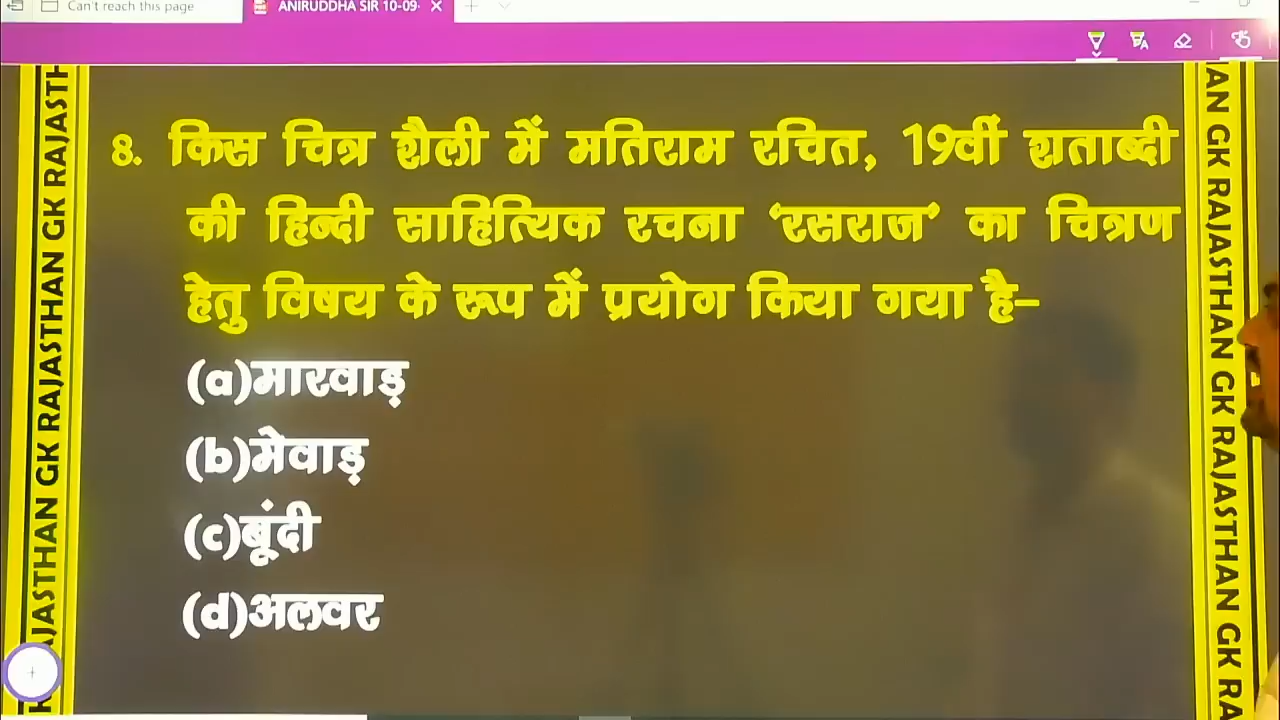 Can't reach this page
ANIRUDDHA SIR 10-09-
8. किस चित्र शैली में मतिराम रचित, 19वीं शताब्दी
की हिन्दी साहित्यिक रचना ‘रसराज’ का चित्रण
हेतु विषय के रूप में प्रयोग किया गया है–
(a)मारवाड़
(b)मेवाड़
(c)बूंदी
(d)अलवर
RAJASTHAN GK RAJASTHAN GK RAJASTH
AN GK RAJASTHAN GK RAJASTHAN GK RA